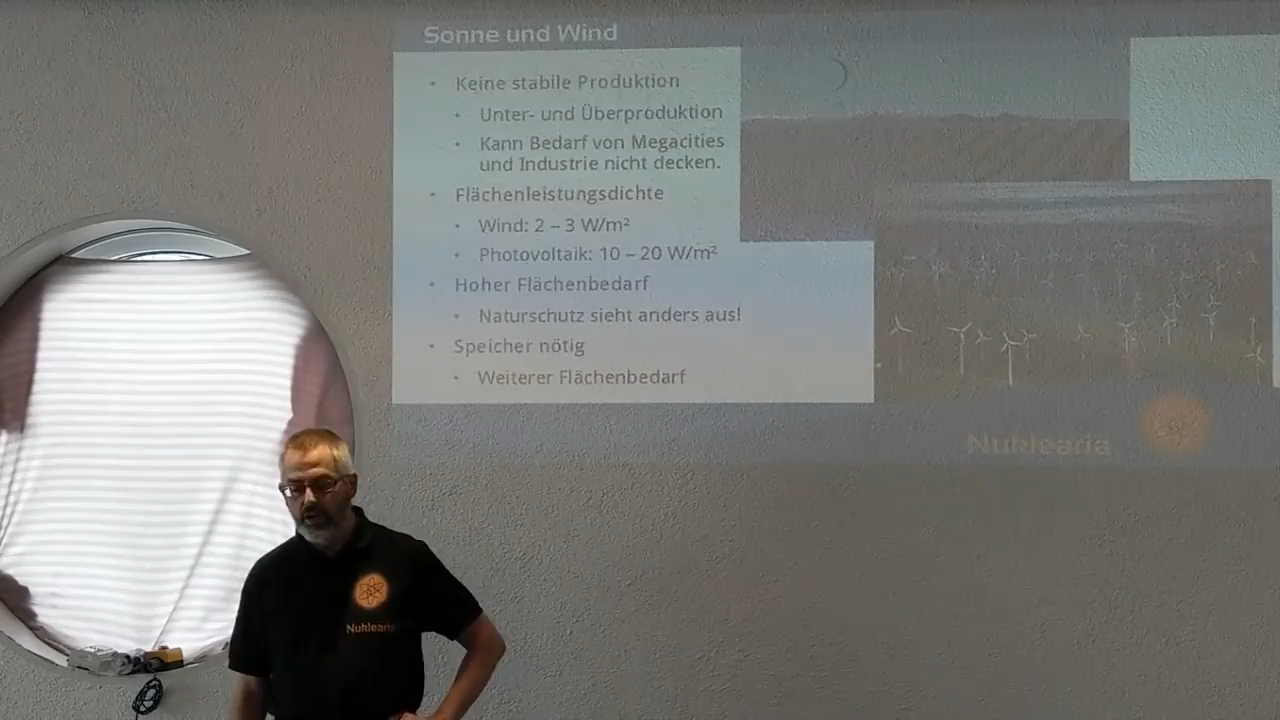 Sonne und Wind
• Keine stabile Produktion
• Unter- und Überproduktion
• Kann Bedarf von Megacities
und Industrie nicht decken.
• Flächenleistungsdichte
• Wind: 2 – 3 W/m²
• Photovoltaik: 10 – 20 W/m²
• Hoher Flächenbedarf
• Naturschutz sieht anders aus!
• Speicher nötig
• Weiterer Flächenbedarf
Nuklearia
Nuklearia